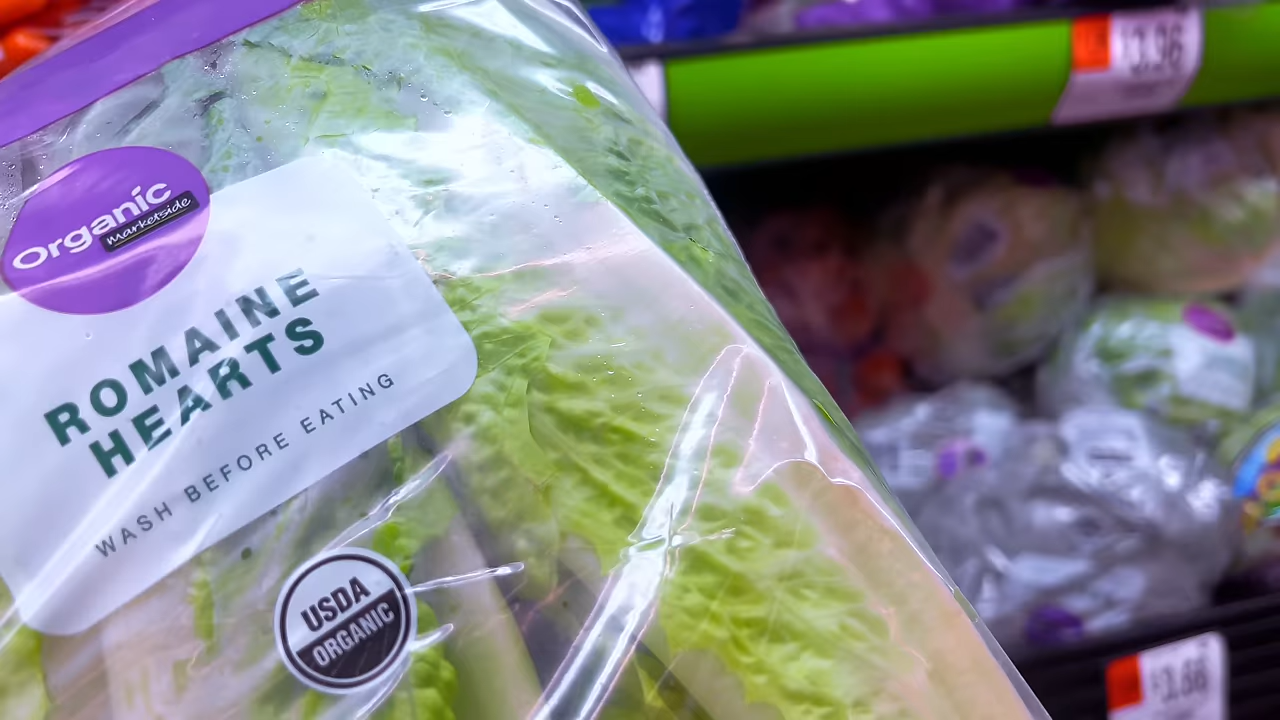 Organic
marketside
ROMAINE
HEARTS
WASH BEFORE EATING
USDA
ORGANIC